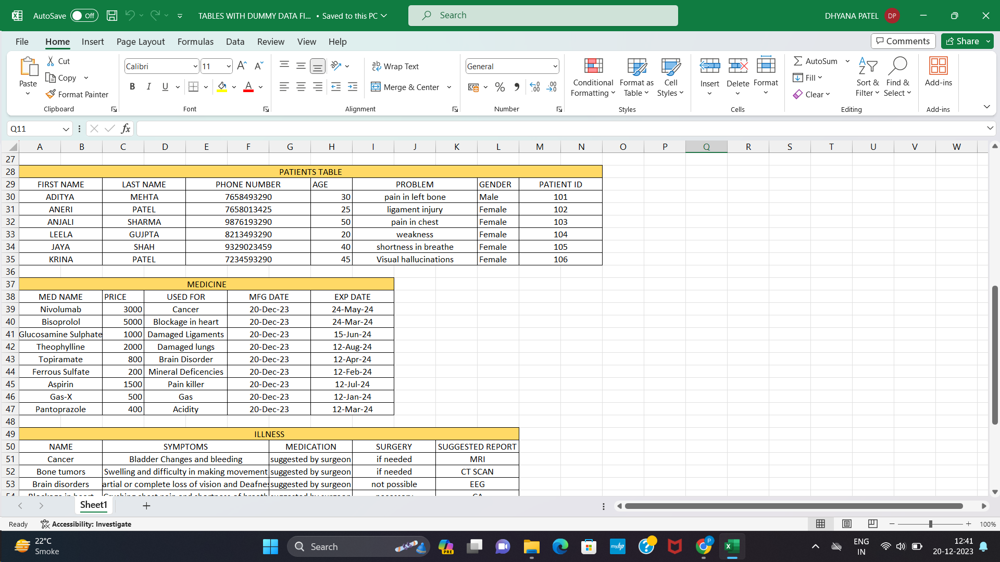 AutoSave Off TABLES WITH DUMMY DATA FI... • Saved to this PC Search DHYANA PATEL DP
File Home Insert Page Layout Formulas Data Review View Help Comments Share
Paste Cut Copy Format Painter Clipboard
Calibri 11 B I U A Font
ab Wrap Text Merge & Center Alignment
General % Number
Conditional Formatting Format as Table Cell Styles Styles
Insert Delete Format Cells
AutoSum Fill Clear Sort & Filter Find & Select Editing
Add-ins Add-ins
Q11 fx
A B C D E F G H I J K L M N O P Q R S T U V W
27
28 PATIENTS TABLE
29 FIRST NAME LAST NAME PHONE NUMBER AGE PROBLEM GENDER PATIENT ID
30 ADITYA MEHTA 7658493290 30 pain in left bone Male 101
31 ANERI PATEL 7658013425 25 ligament injury Female 102
32 ANJALI SHARMA 9876193290 50 pain in chest Female 103
33 LEELA GUJPTA 8213493290 20 weakness Female 104
34 JAYA SHAH 9329023459 40 shortness in breathe Female 105
35 KRINA PATEL 7234593290 45 Visual hallucinations Female 106
36
37 MEDICINE
38 MED NAME PRICE USED FOR MFG DATE EXP DATE
39 Nivolumab 3000 Cancer 20-Dec-23 24-May-24
40 Bisoprolol 5000 Blockage in heart 20-Dec-23 24-Mar-24
41 Glucosamine Sulphate 1000 Damaged Ligaments 20-Dec-23 15-Jun-24
42 Theophylline 2000 Damaged lungs 20-Dec-23 12-Aug-24
43 Topiramate 800 Brain Disorder 20-Dec-23 12-Apr-24
44 Ferrous Sulfate 200 Mineral Deficencies 20-Dec-23 12-Feb-24
45 Aspirin 1500 Pain killer 20-Dec-23 12-Jul-24
46 Gas-X 500 Gas 20-Dec-23 12-Jan-24
47 Pantoprazole 400 Acidity 20-Dec-23 12-Mar-24
48
49 ILLNESS
50 NAME SYMPTOMS MEDICATION SURGERY SUGGESTED REPORT
51 Cancer Bladder Changes and bleeding suggested by surgeon if needed MRI
52 Bone tumors Swelling and difficulty in making movement suggested by surgeon if needed CT SCAN
53 Brain disorders artial or complete loss of vision and Deafnes suggested by surgeon not possible EEG
Sheet1
Ready Accessibility: Investigate 100%
22°C
Smoke
Search PRE myhp ENG IN 12:41 20-12-2023